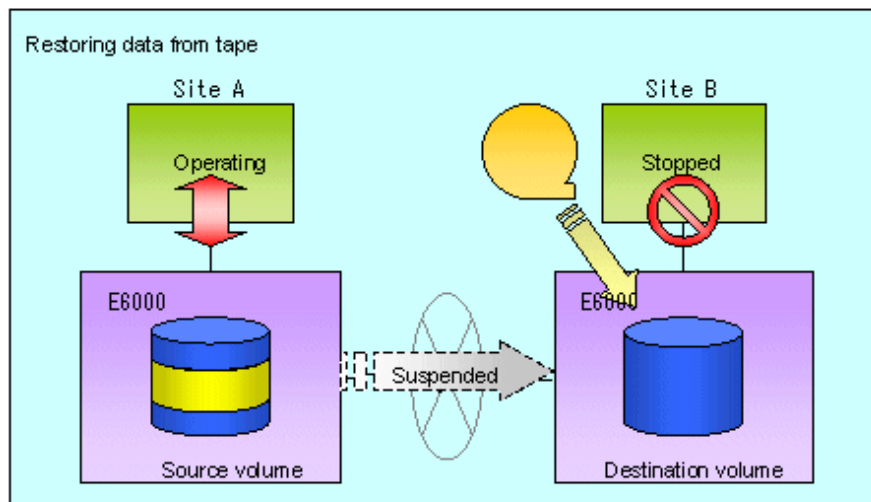 Restoring data from tape
Site A
Site B
Operating
Stopped
E6000
E6000
Suspended
Source volume
Destination volume